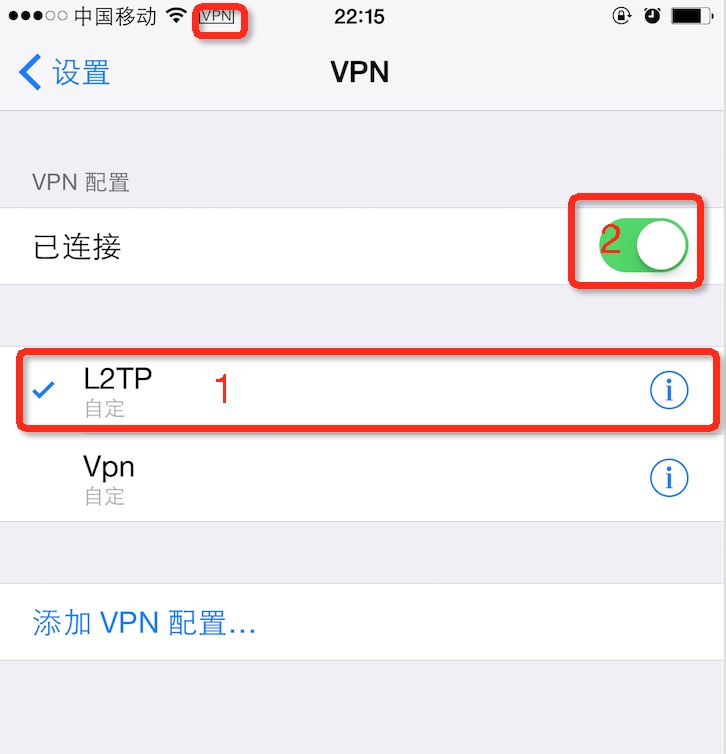 中国移动 VPN 22:15
设置 VPN
VPN 配置
已连接 2
L2TP 1
自定
Vpn
自定
添加 VPN 配置...